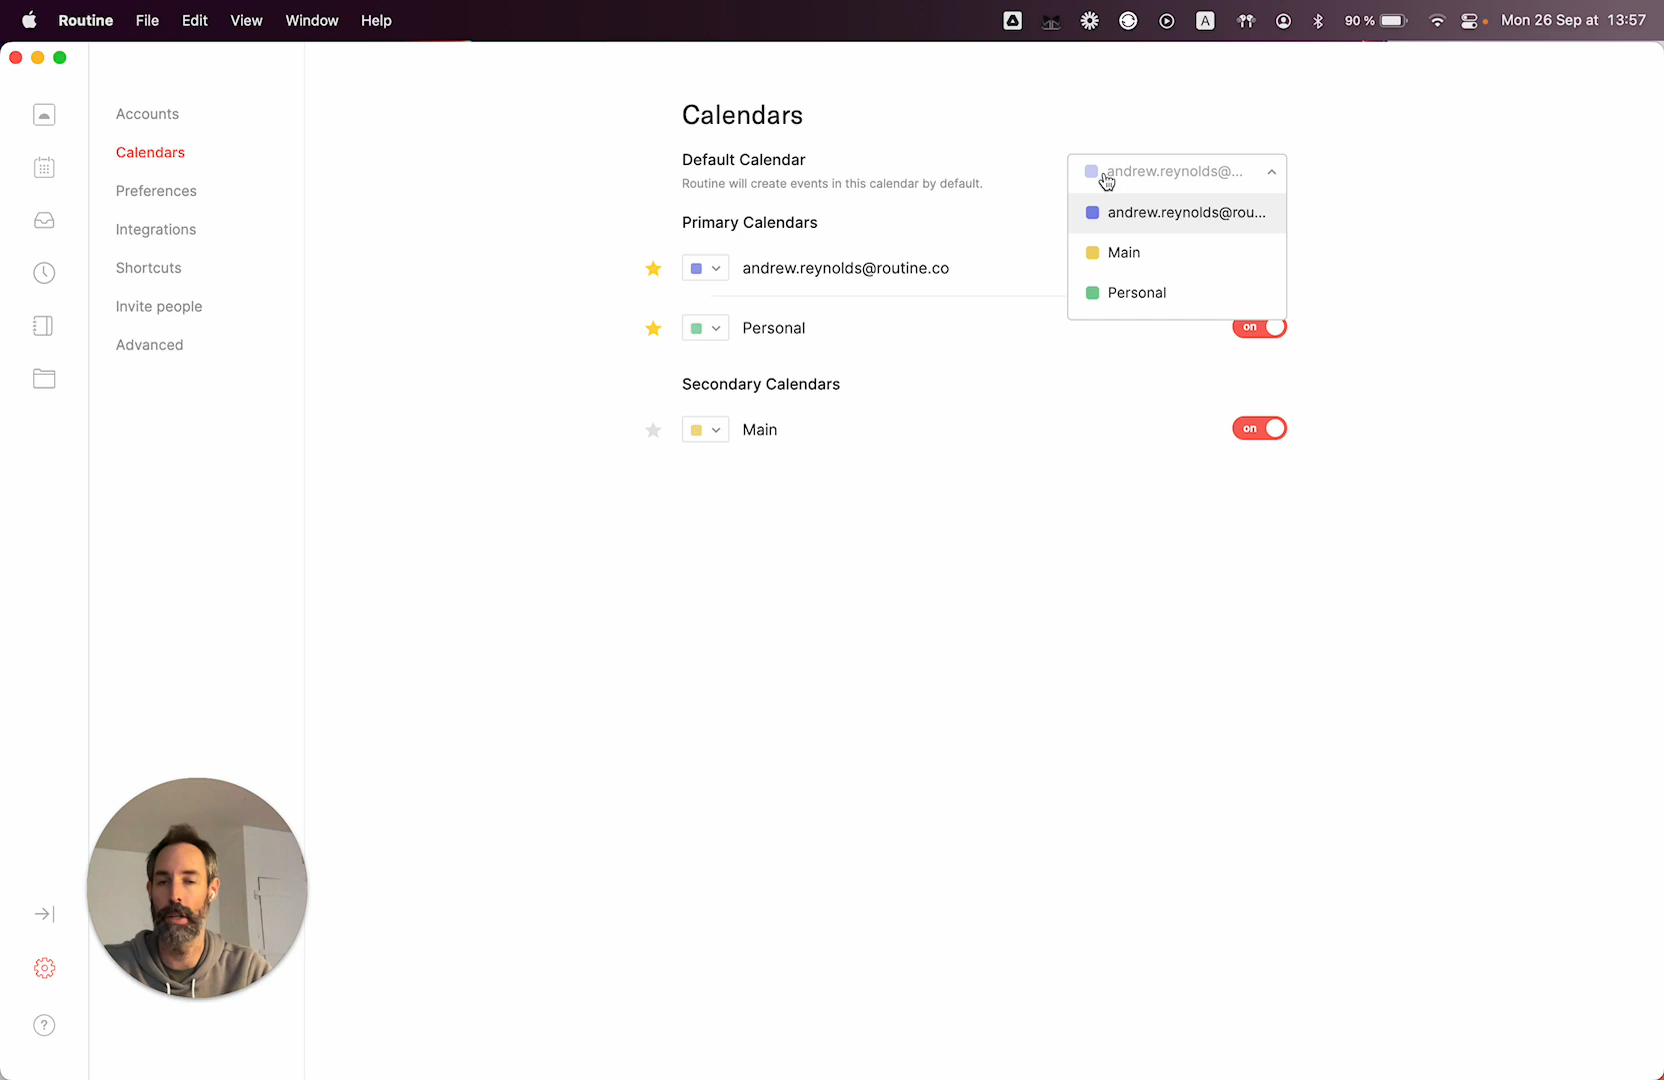 Routine File Edit View Window Help
A
90 %
Mon 26 Sep at 13:57
Accounts
Calendars
Preferences
Integrations
Shortcuts
Invite people
Advanced
Calendars
Default Calendar
Routine will create events in this calendar by default.
andrew.reynolds@...
andrew.reynolds@rou...
Main
Personal
Primary Calendars
andrew.reynolds@routine.co
Personal
on
Secondary Calendars
Main
on
?